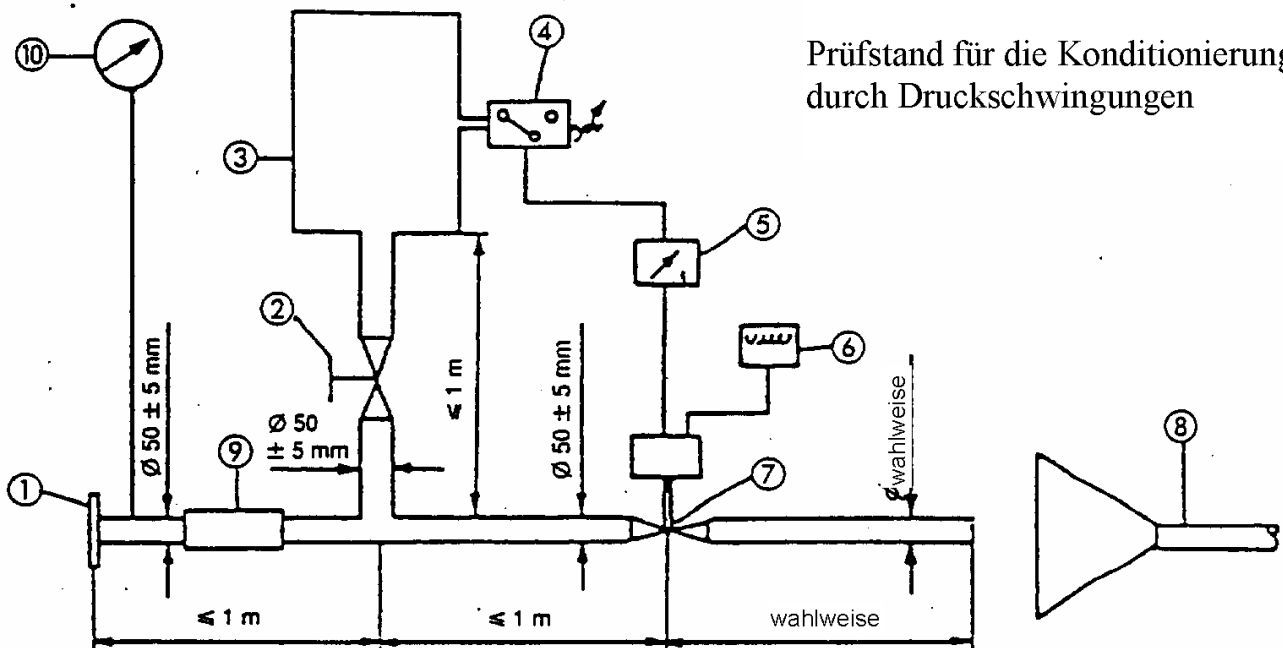 ⑩
④
Prüfstand für die Konditionierung
durch Druckschwingungen
③
⑤
②
⑥
Ø 50 ± 5 mm
Ø 50
± 5 mm
≤ 1 m
Ø 50 ± 5 mm
Ø wahlweise
⑧
⑨
⑦
①
≤ 1 m
≤ 1 m
wahlweise